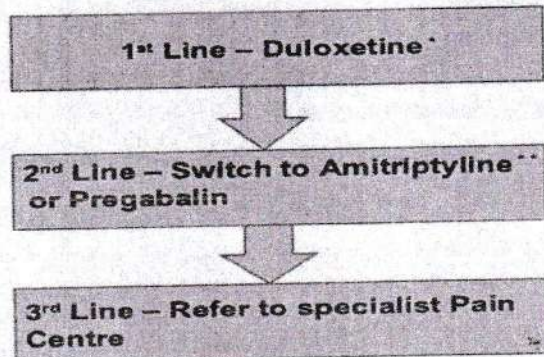 1st Line – Duloxetine *
2nd Line – Switch to Amitriptyline **
or Pregabalin
3rd Line – Refer to specialist Pain
Centre